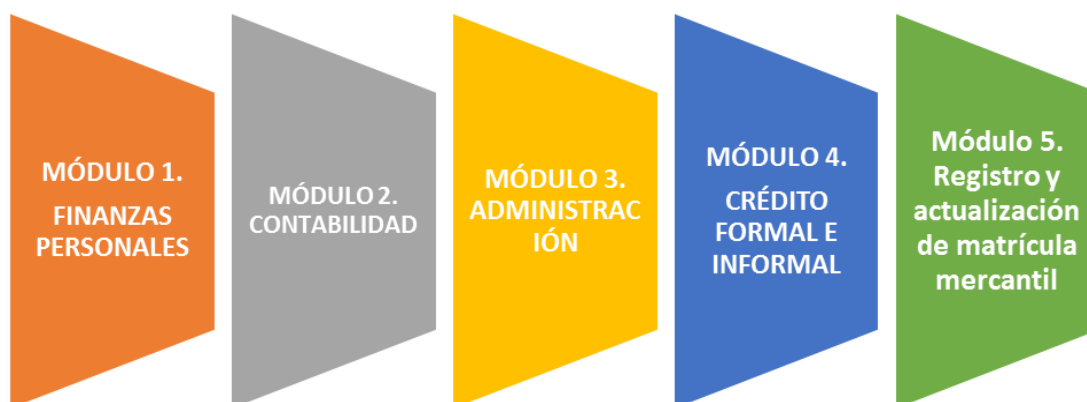 MÓDULO 1.
FINANZAS
PERSONALES
MÓDULO 2.
CONTABILIDAD
MÓDULO 3.
ADMINISTRAC
IÓN
MÓDULO 4.
CRÉDITO
FORMAL E
INFORMAL
Módulo 5.
Registro y
actualización
de matrícula
mercantil